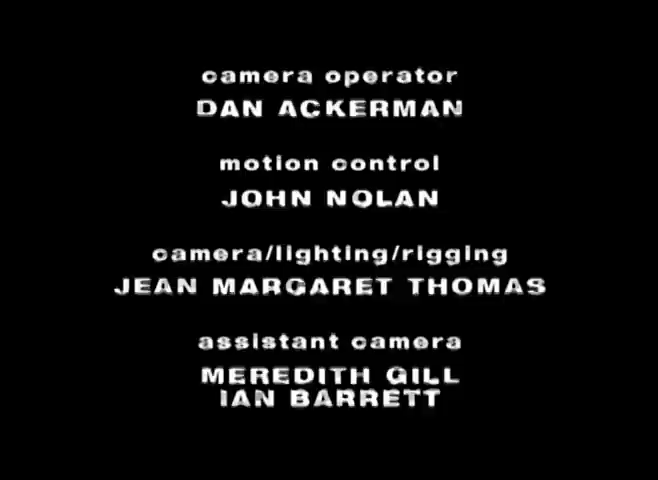 camera operator
DAN ACKERMAN
motion control
JOHN NOLAN
camera/lighting/rigging
JEAN MARGARET THOMAS
assistant camera
MEREDITH GILL
IAN BARRETT